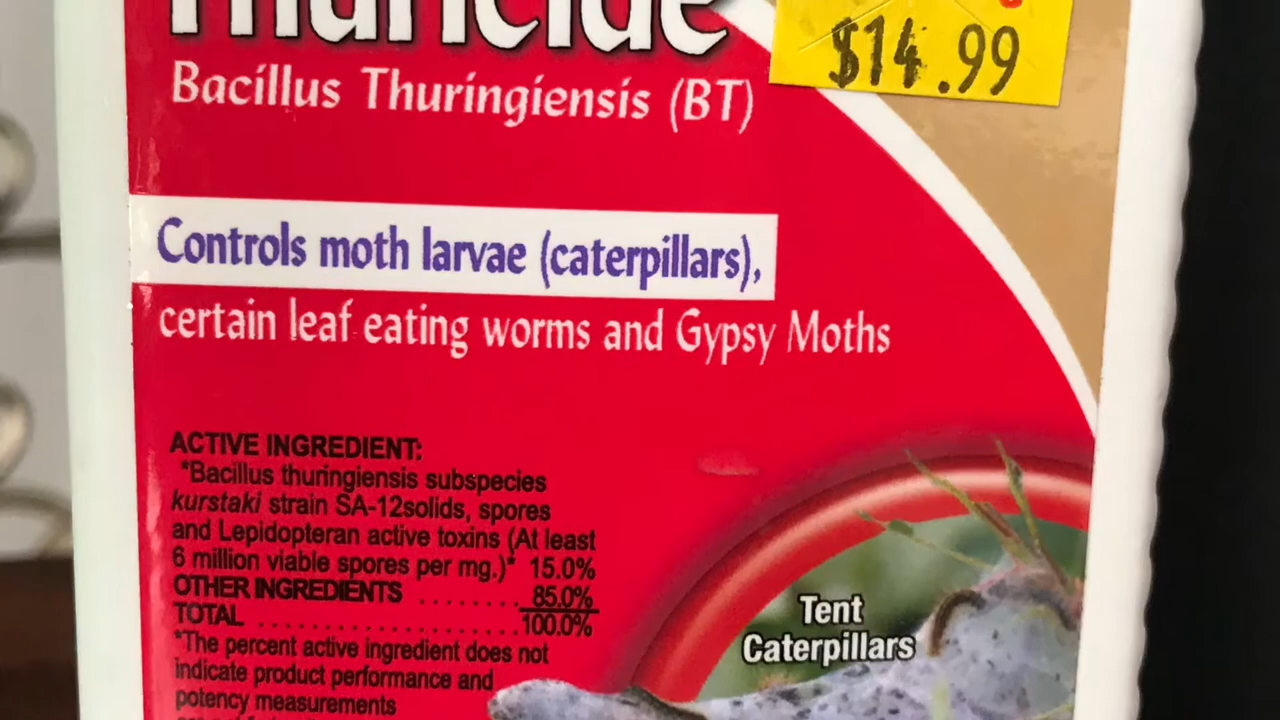 Thuricide
$14.99
Bacillus Thuringiensis (BT)
Controls moth larvae (caterpillars),
certain leaf eating worms and Gypsy Moths
ACTIVE INGREDIENT:
*Bacillus thuringiensis subspecies
kurstaki strain SA-12solids, spores
and Lepidopteran active toxins (At least
6 million viable spores per mg.)* 15.0%
OTHER INGREDIENTS ........ 85.0%
TOTAL ...................... 100.0%
*The percent active ingredient does not
indicate product performance and
potency measurements
Tent
Caterpillars